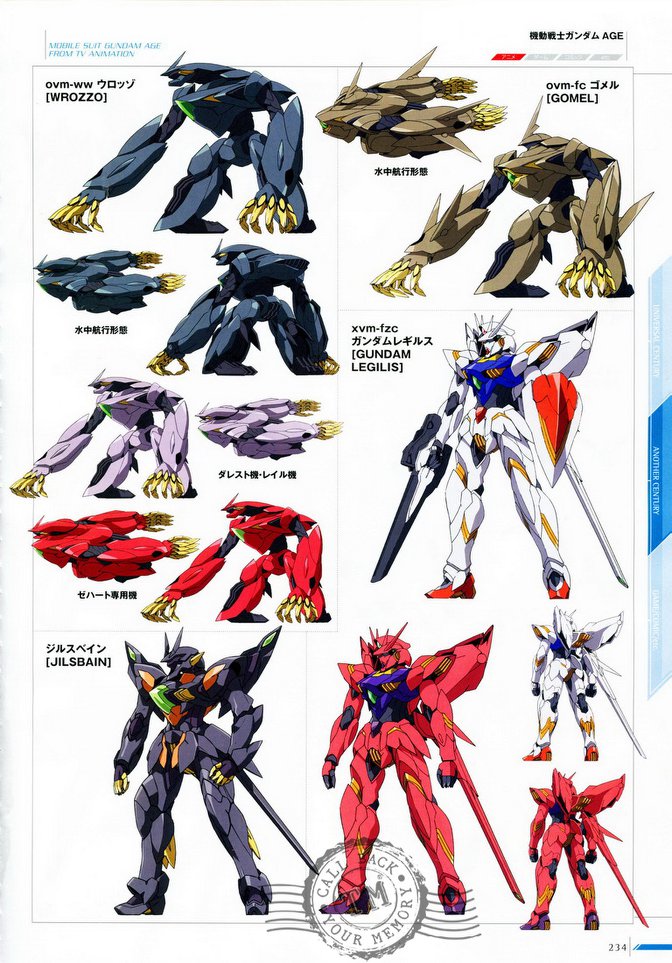 MOBILE SUIT GUNDAM AGE
FROM TV ANIMATION
機動戦士ガンダム AGE
アニメ
ovm-ww ウロッゾ
[WROZZO]
ovm-fc ゴメル
[GOMEL]
水中航行形態
水中航行形態
xvm-fzc
ガンダムレギルス
[GUNDAM
LEGILIS]
ダレスト機・レイル機
ゼハート専用機
ジルスベイン
[JILSBAIN]
UNIVERSAL CENTURY
ANOTHER CENTURY
CALL BACK
YOUR MEMORY
234